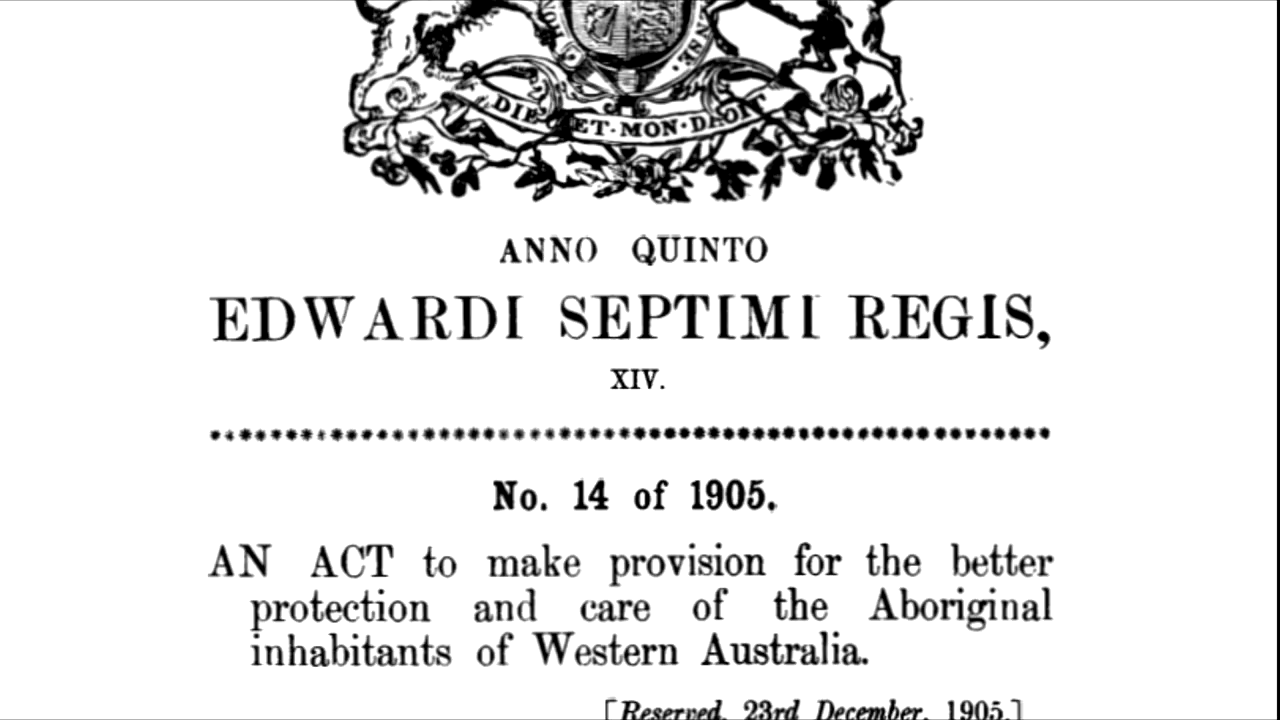 DIE ET·MON·DROIT
ANNO QUINTO
EDWARDI SEPTIMI REGIS,
XIV.
No. 14 of 1905.
AN ACT to make provision for the better
protection and care of the Aboriginal
inhabitants of Western Australia.
[Reserved, 23rd December, 1905.]